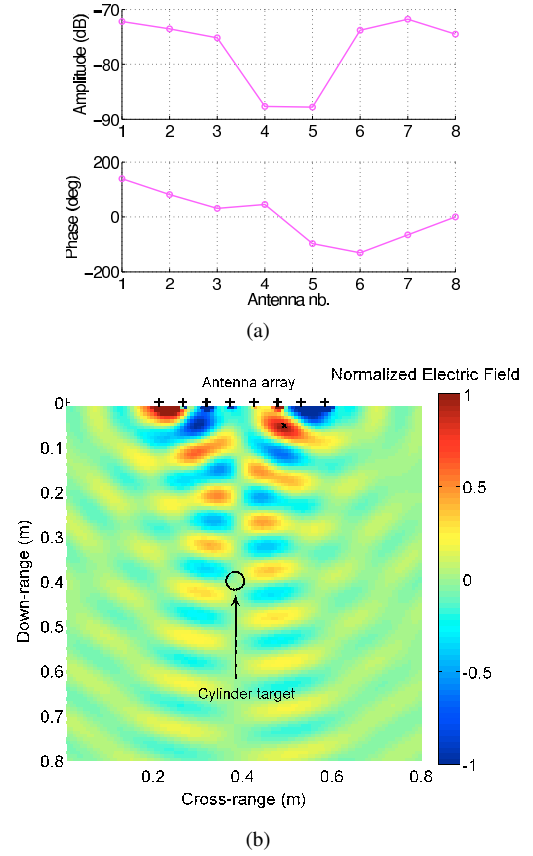 −70
−80
−90
Amplitude (dB)
1 2 3 4 5 6 7 8
200
0
−200
Phase (deg)
1 2 3 4 5 6 7 8
Antenna nb.
(a)
Normalized Electric Field
Antenna array
0
0.1
0.2
0.3
0.4
0.5
0.6
0.7
0.8
Down-range (m)
Cylinder target
0.2 0.4 0.6 0.8
Cross-range (m)
1
0.5
0
-0.5
-1
(b)